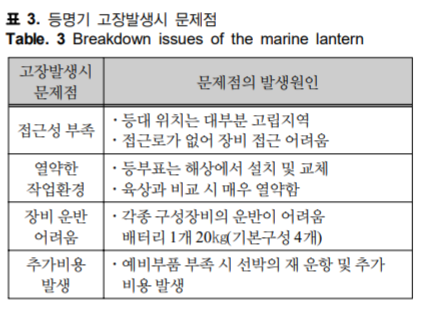 표 3. 등명기 고장발생시 문제점
Table. 3 Breakdown issues of the marine lantern
고장발생시
문제점
문제점의 발생원인
접근성 부족
·등대 위치는 대부분 고립지역
·접근로가 없어 장비 접근 어려움
열약한
작업환경
·등부표는 해상에서 설치 및 교체
·육상과 비교 시 매우 열약함
장비 운반
어려움
·각종 구성장비의 운반이 어려움
배터리 1개 20kg(기본구성 4개)
추가비용
발생
·예비부품 부족 시 선박의 재 운항 및 추가
비용 발생